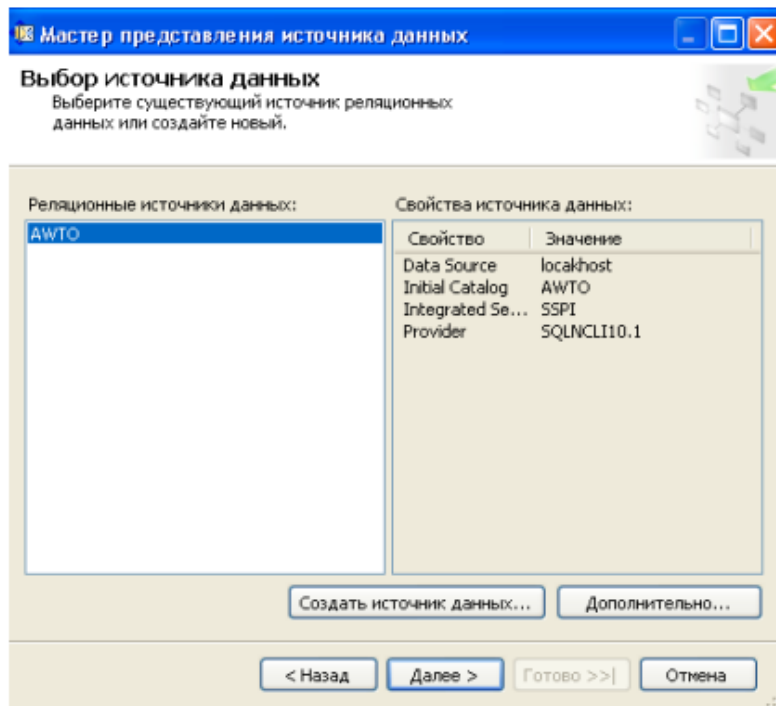 Мастер представления источника данных
Выбор источника данных
Выберите существующий источник реляционных
данных или создайте новый.
Реляционные источники данных:
AWTO
Свойства источника данных:
Свойство Значение
Data Source locakhost
Initial Catalog AWTO
Integrated Se... SSPI
Provider SQLNCLI10.1
Создать источник данных... Дополнительно...
< Назад Далее > Готово >>| Отмена